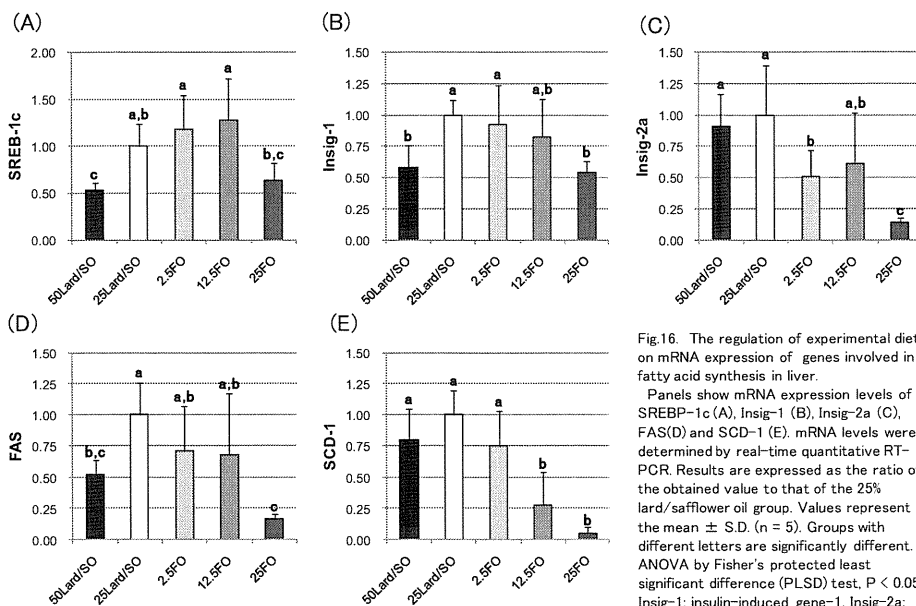 (A)
2.00
1.50
1.00
0.50
0.00
SREB-1c
c
a,b
a
a
b,c
50Lard/SO
25Lard/SO
2.5FO
12.5FO
25FO
(B)
1.50
1.25
1.00
0.75
0.50
0.25
0.00
Insig-1
b
a
a
a,b
b
50Lard/SO
25Lard/SO
2.5FO
12.5FO
25FO
(C)
1.50
1.25
1.00
0.75
0.50
0.25
0.00
Insig-2a
a
a
b
a,b
c
50Lard/SO
25Lard/SO
2.5FO
12.5FO
25FO
(D)
1.50
1.25
1.00
0.75
0.50
0.25
0.00
FAS
b,c
a
a,b
a,b
c
50Lard/SO
25Lard/SO
2.5FO
12.5FO
25FO
(E)
1.50
1.25
1.00
0.75
0.50
0.25
0.00
SCD-1
a
a
a
b
b
50Lard/SO
25Lard/SO
2.5FO
12.5FO
25FO
Fig.16. The regulation of experimental diet
on mRNA expression of genes involved in
fatty acid synthesis in liver.
Panels show mRNA expression levels of
SREBP-1c (A), Insig-1 (B), Insig-2a (C),
FAS(D) and SCD-1 (E). mRNA levels were
determined by real-time quantitative RT-
PCR. Results are expressed as the ratio o
the obtained value to that of the 25%
lard/safflower oil group. Values represent
the mean ± S.D. (n = 5). Groups with
different letters are significantly different.
ANOVA by Fisher's protected least
significant difference (PLSD) test, P < 0.05
Insig-1: insulin-induced gene-1, Insig-2a: